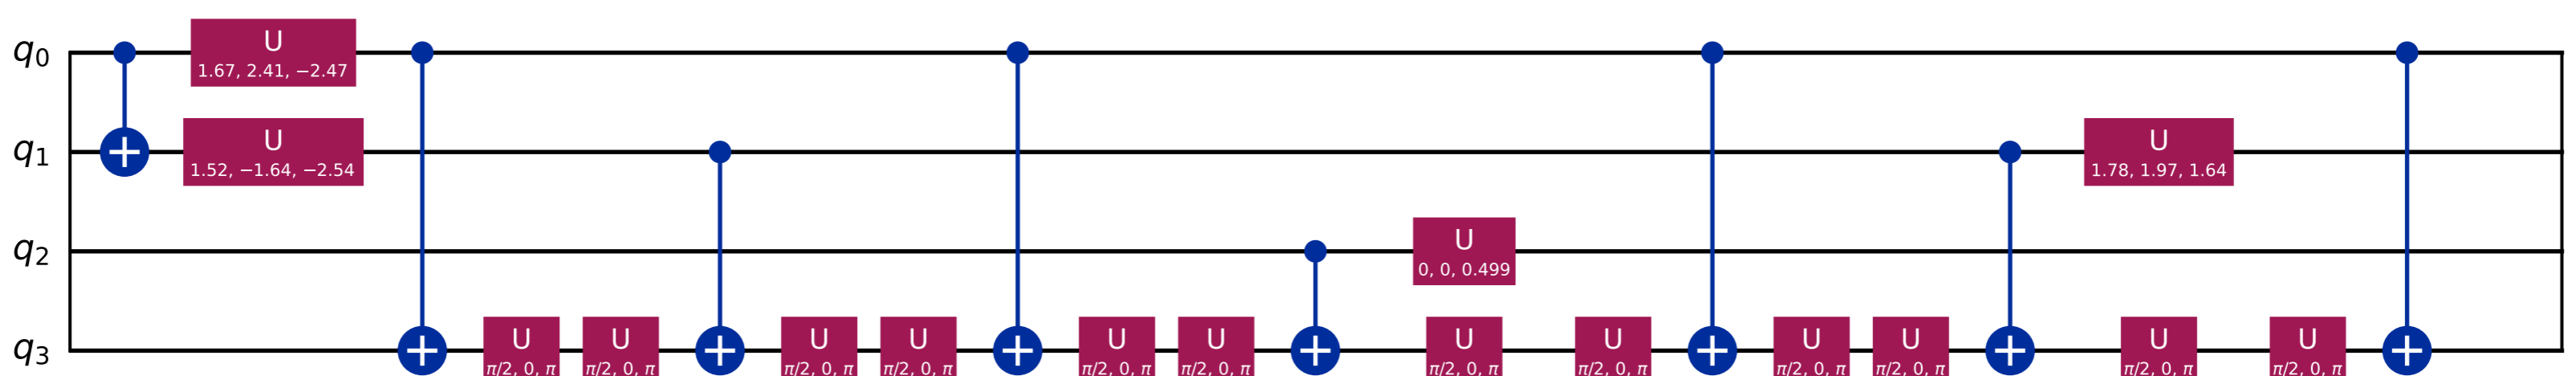 q0
U
1.67, 2.41, −2.47
q1
U
1.52, −1.64, −2.54
U
1.78, 1.97, 1.64
q2
U
0, 0, 0.499
q3
U
π/2, 0, π
U
π/2, 0, π
U
π/2, 0, π
U
π/2, 0, π
U
π/2, 0, π
U
π/2, 0, π
U
π/2, 0, π
U
π/2, 0, π
U
π/2, 0, π
U
π/2, 0, π
U
π/2, 0, π
U
π/2, 0, π